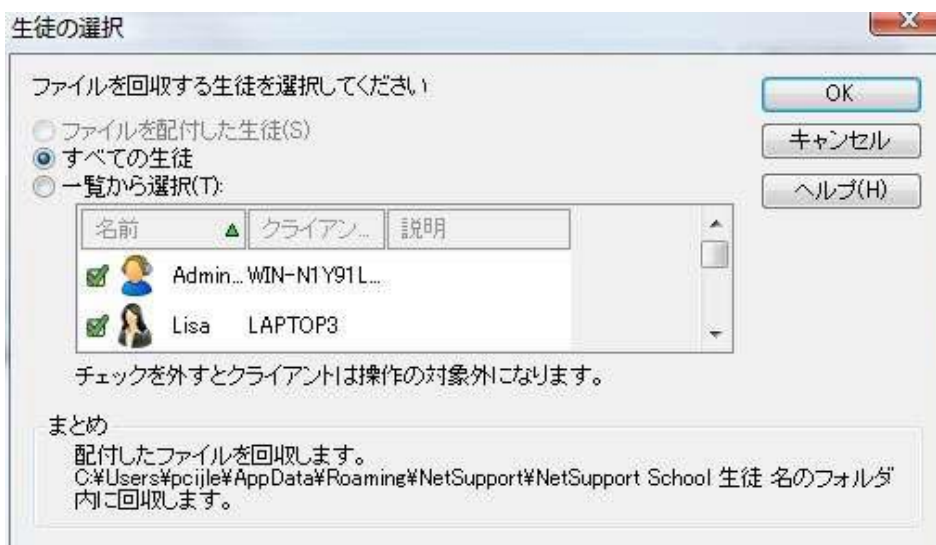 生徒の選択
ファイルを回収する生徒を選択してください
OK
ファイルを配付した生徒(S)
キャンセル
すべての生徒
一覧から選択(T):
ヘルプ(H)
名前 クライアン... 説明
Admin... WIN-N1Y91L...
Lisa LAPTOP3
チェックを外すとクライアントは操作の対象外になります。
まとめ
配付したファイルを回収します。
C:¥Users¥pcijle¥AppData¥Roaming¥NetSupport¥NetSupport School 生徒 名のフォルダ
内に回収します。